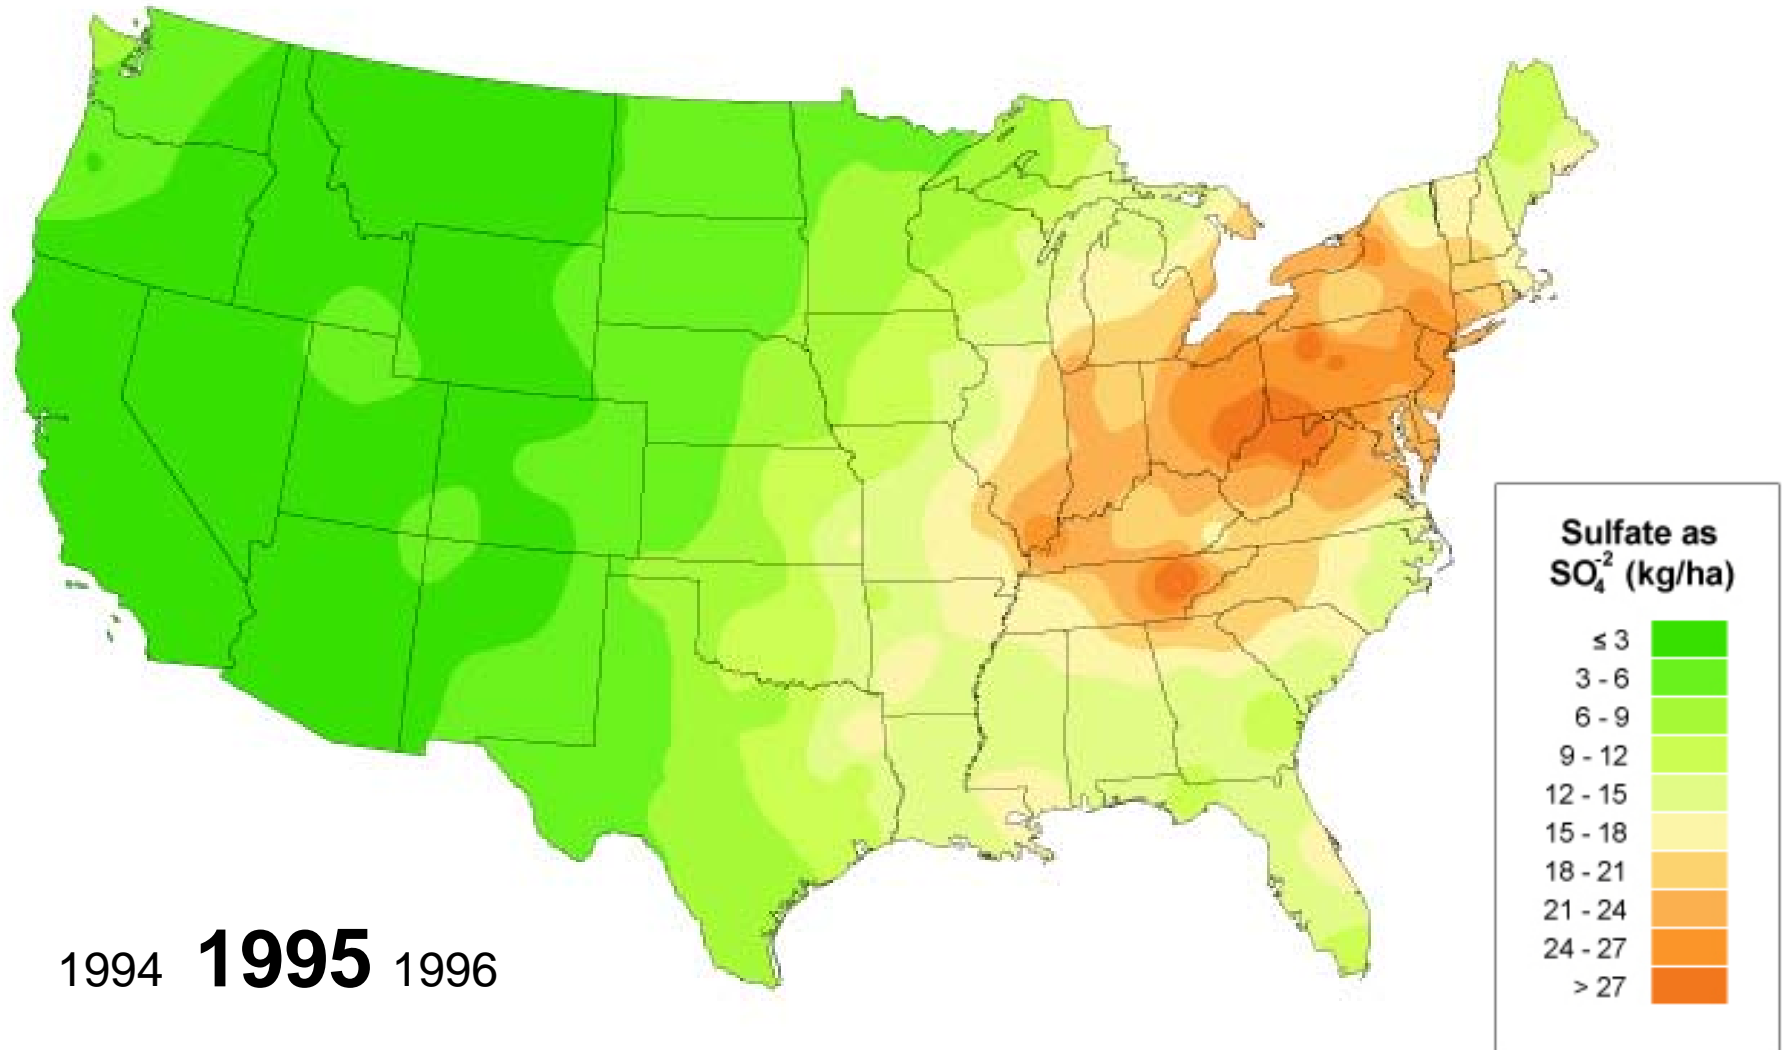 Sulfate as
SO₄⁻² (kg/ha)
≤ 3
3 - 6
6 - 9
9 - 12
12 - 15
15 - 18
18 - 21
21 - 24
24 - 27
> 27
1994 1995 1996